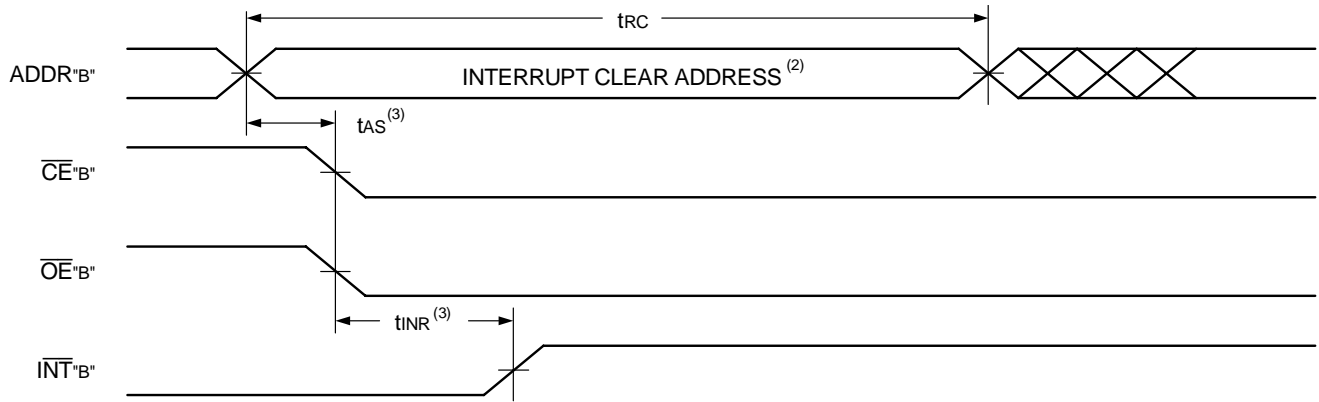 tRC
ADDR"B"
INTERRUPT CLEAR ADDRESS (2)
tAS(3)
CE"B"
OE"B"
tINR(3)
INT"B"